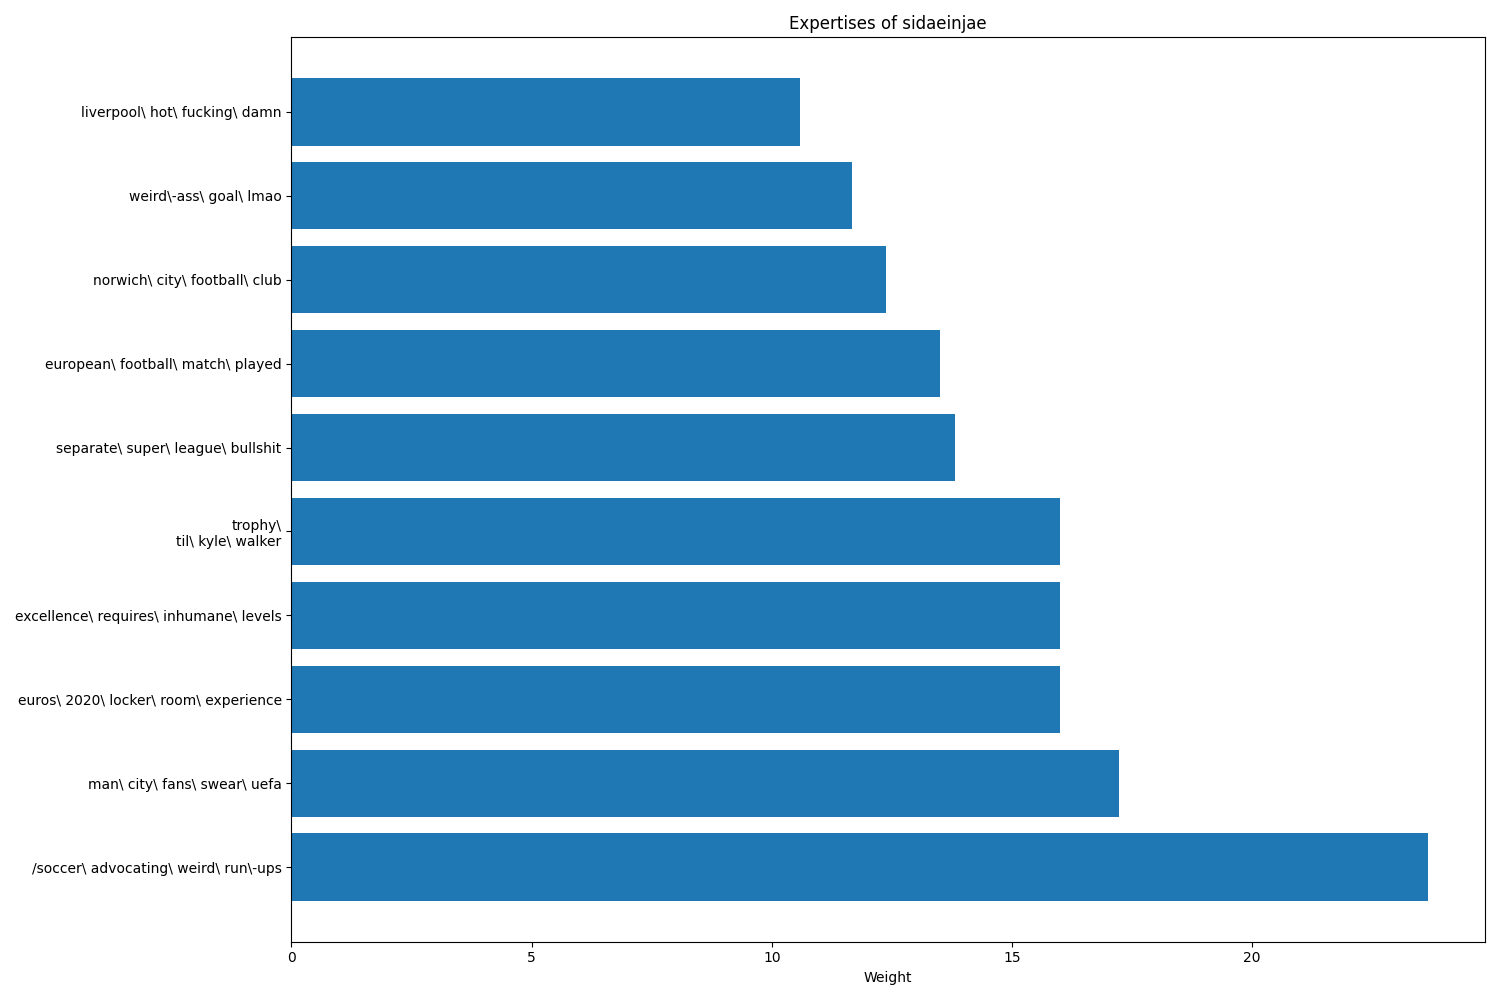 Expertises of sidaeinjae
liverpool\ hot\ fucking\ damn
weird\-ass\ goal\ lmao
norwich\ city\ football\ club
european\ football\ match\ played
separate\ super\ league\ bullshit
trophy\
til\ kyle\ walker
excellence\ requires\ inhumane\ levels
euros\ 2020\ locker\ room\ experience
man\ city\ fans\ swear\ uefa
/soccer\ advocating\ weird\ run\-ups
0 5 10 15 20
Weight